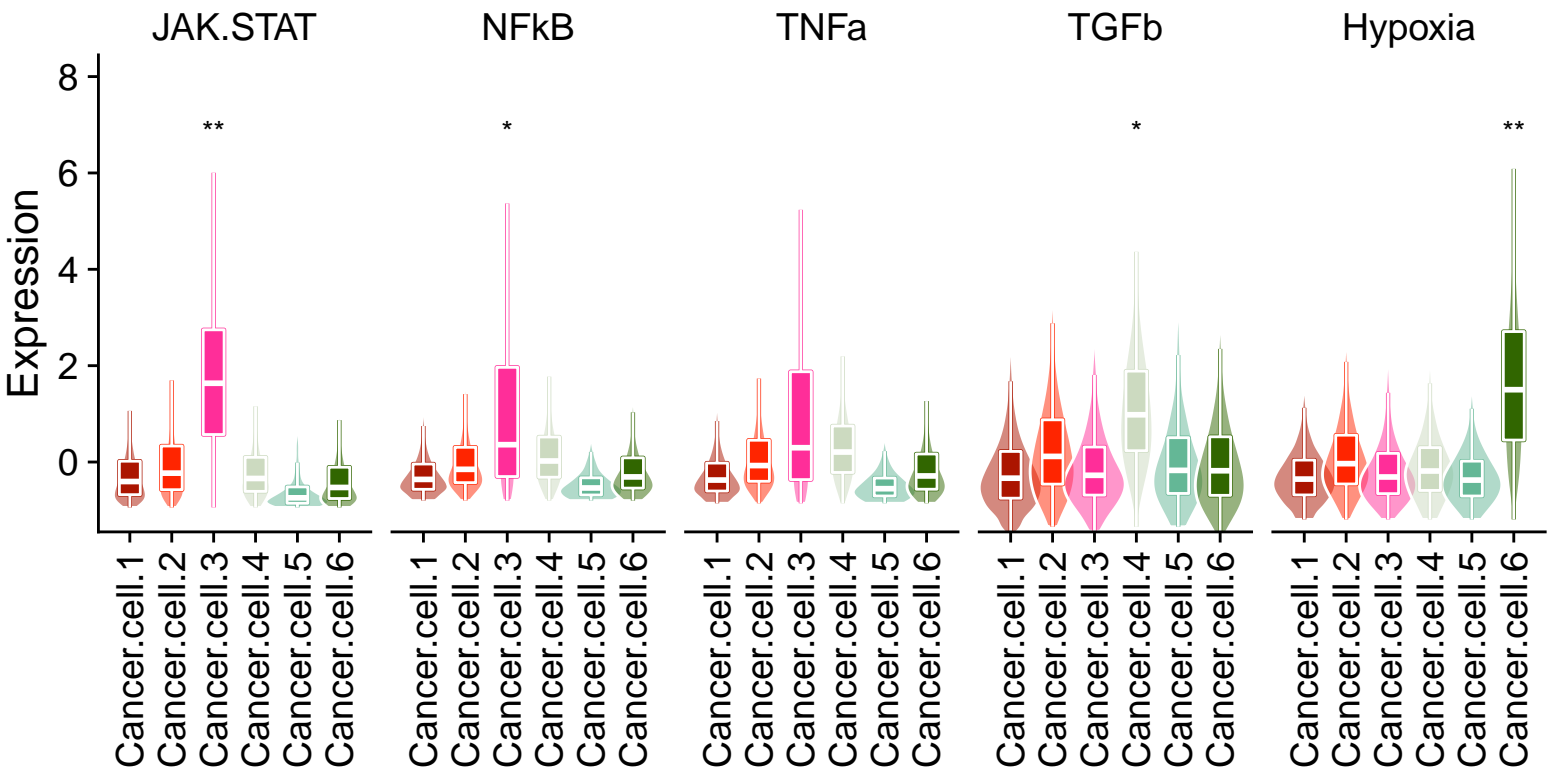 JAK.STAT NFkB TNFa TGFb Hypoxia
8
** * * **
6
Expression
4
2
0
Cancer.cell.1 Cancer.cell.2 Cancer.cell.3 Cancer.cell.4 Cancer.cell.5 Cancer.cell.6 Cancer.cell.1 Cancer.cell.2 Cancer.cell.3 Cancer.cell.4 Cancer.cell.5 Cancer.cell.6 Cancer.cell.1 Cancer.cell.2 Cancer.cell.3 Cancer.cell.4 Cancer.cell.5 Cancer.cell.6 Cancer.cell.1 Cancer.cell.2 Cancer.cell.3 Cancer.cell.4 Cancer.cell.5 Cancer.cell.6 Cancer.cell.1 Cancer.cell.2 Cancer.cell.3 Cancer.cell.4 Cancer.cell.5 Cancer.cell.6